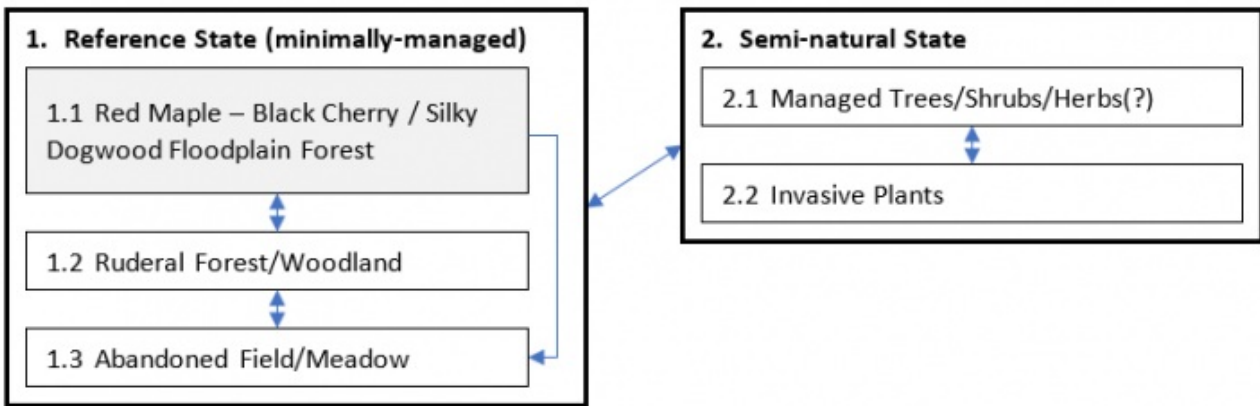 1. Reference State (minimally-managed)
1.1 Red Maple – Black Cherry / Silky
Dogwood Floodplain Forest
1.2 Ruderal Forest/Woodland
1.3 Abandoned Field/Meadow
2. Semi-natural State
2.1 Managed Trees/Shrubs/Herbs(?)
2.2 Invasive Plants